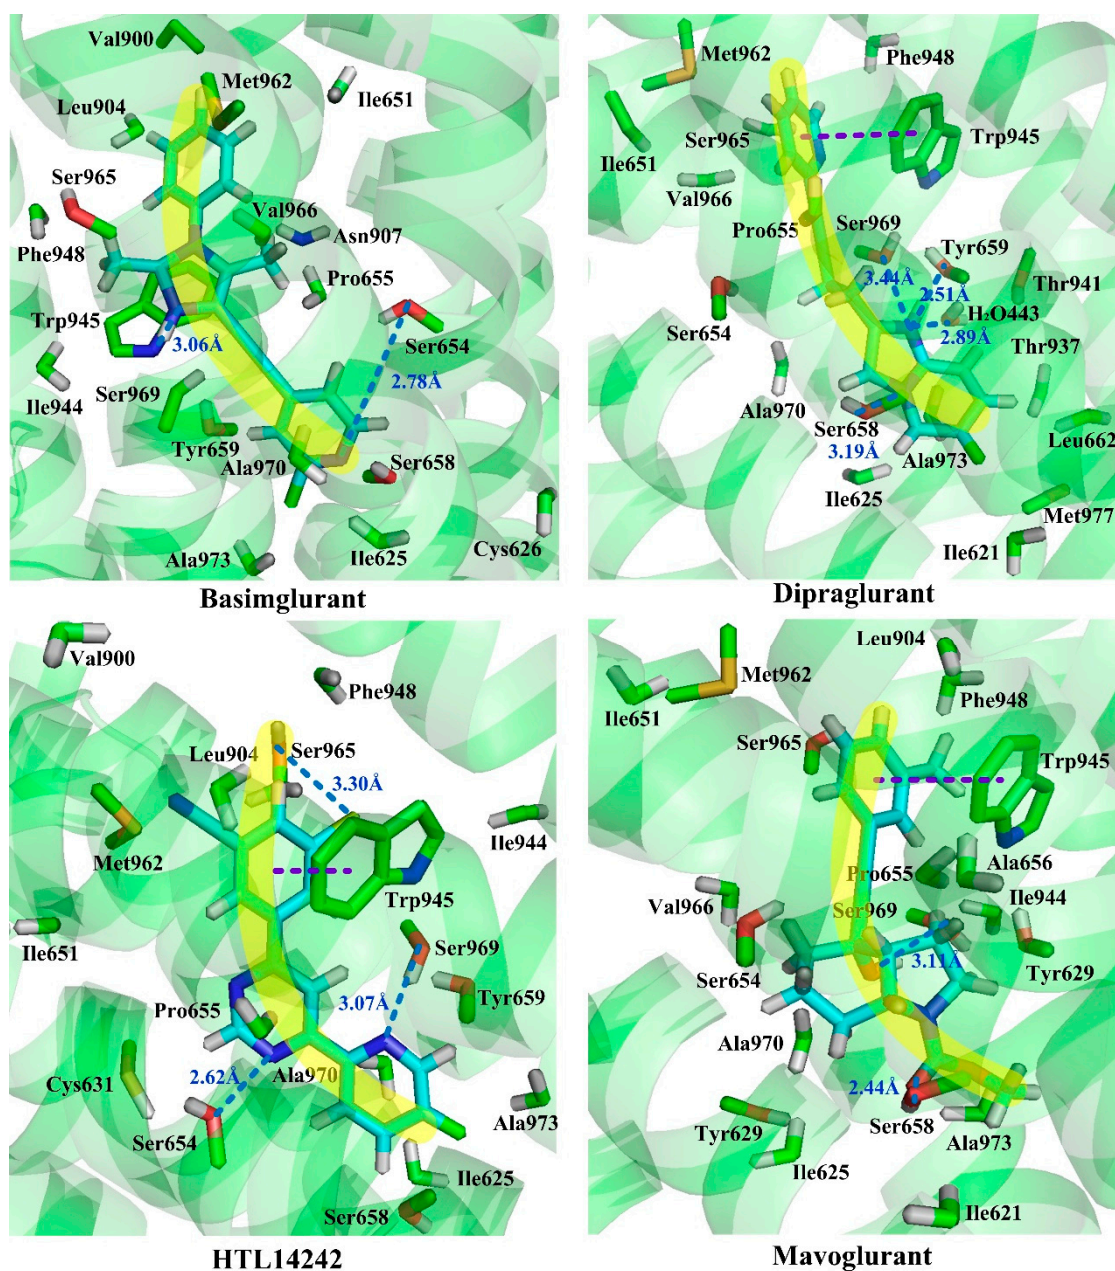 Val900
Met962
Ile651
Leu904
Ser965
Val966
Asn907
Phe948
Pro655
Trp945
Ser654
3.06Å
2.78Å
Ile944
Ser969
Tyr659
Ala970
Ser658
Ala973
Ile625
Cys626
Basimglurant
Met962
Phe948
Ser965
Trp945
Ile651
Val966
Pro655
Ser969
Tyr659
3.44Å
2.51Å
Thr941
H₂O443
Ser654
2.89Å
Thr937
Ala970
Ser658
Leu662
3.19Å
Ala973
Ile625
Met977
Ile621
Dipraglurant
Val900
Phe948
Leu904
Ser965
3.30Å
Ile944
Met962
Trp945
Ile651
Ser969
Pro655
3.07Å
Tyr659
Cys631
2.62Å
Ala970
Ala973
Ser654
Ile625
Ser658
HTL14242
Leu904
Met962
Ile651
Phe948
Ser965
Trp945
Ala656
Pro655
Ile944
Val966
Ser969
3.11Å
Ser654
Tyr629
Ala970
2.44Å
Ser658
Tyr629
Ala973
Ile625
Ile621
Mavoglurant